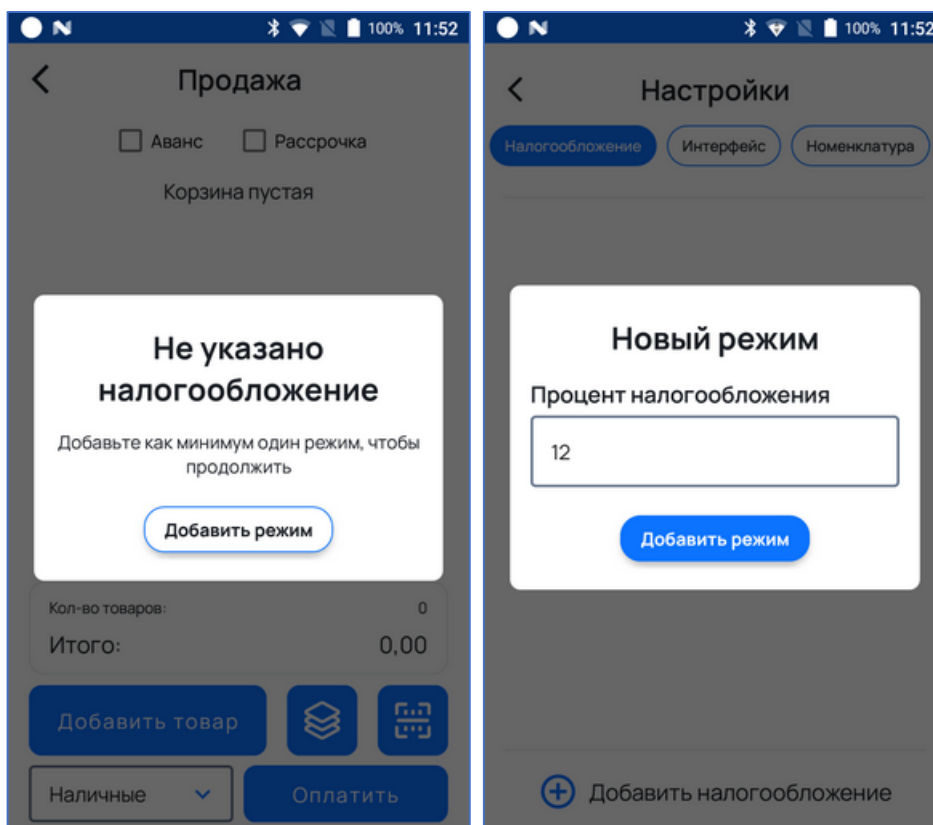 100% 11:52
Продажа
Аванс Рассрочка
Корзина пустая
Не указано
налогообложение
Добавьте как минимум один режим, чтобы
продолжить
Добавить режим
Кол-во товаров: 0
Итого: 0,00
Добавить товар
Наличные Оплатить
100% 11:52
Настройки
Налогообложение Интерфейс Номенклатура
Новый режим
Процент налогообложения
12
Добавить режим
Добавить налогообложение